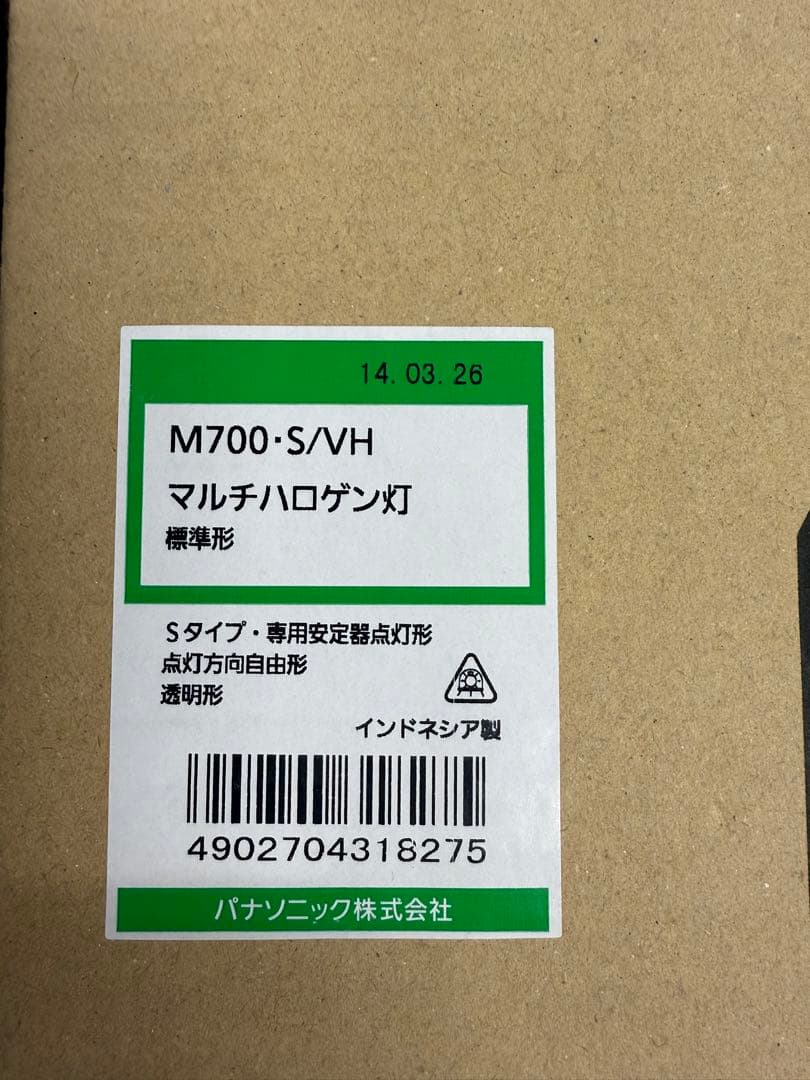 14.03.26
M700・S/VH
マルチハロゲン灯
標準形
Sタイプ・専用安定器点灯形
点灯方向自由形
透明形
インドネシア製
4902704318275
パナソニック株式会社